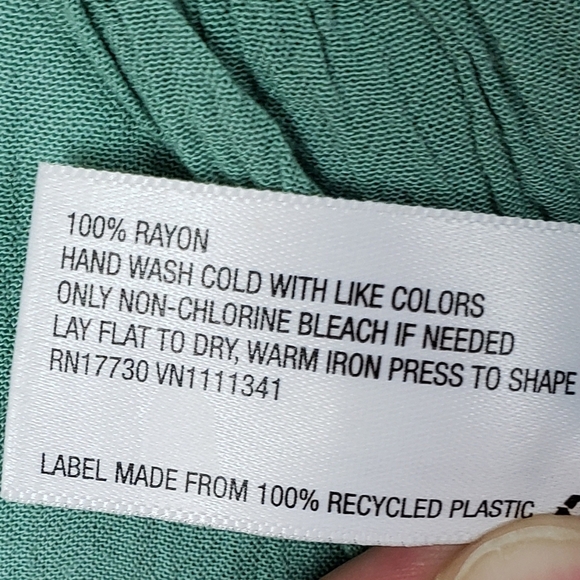 100% RAYON
HAND WASH COLD WITH LIKE COLORS
ONLY NON-CHLORINE BLEACH IF NEEDED
LAY FLAT TO DRY, WARM IRON PRESS TO SHAPE
RN17730 VN1111341
LABEL MADE FROM 100% RECYCLED PLASTIC